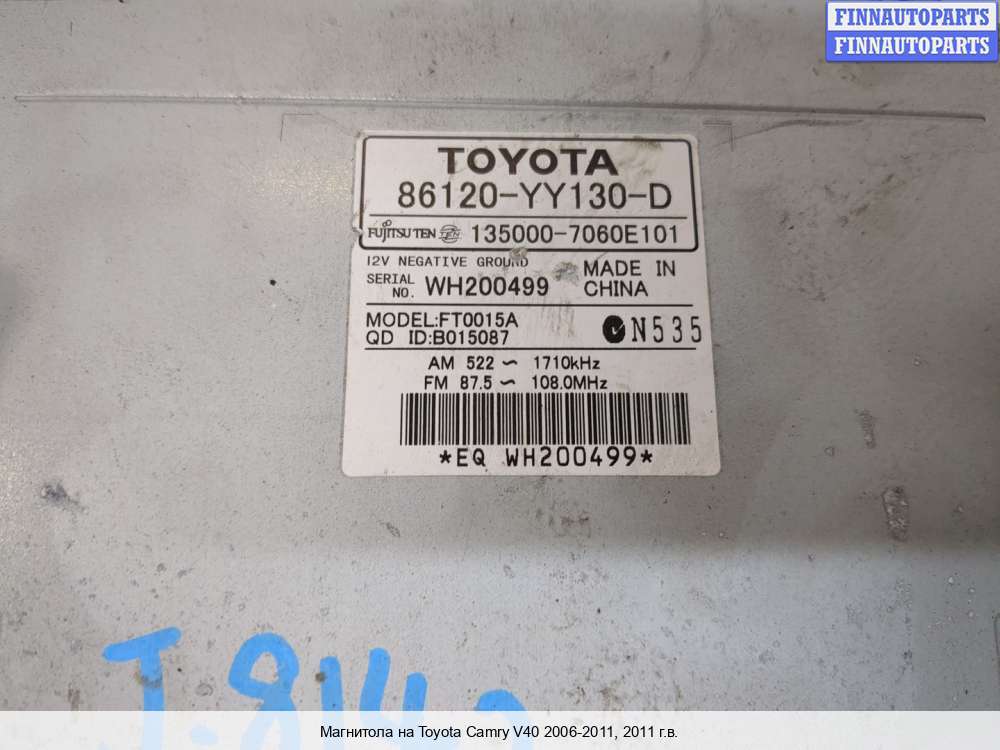 FINNAUTOPARTS
FINNAUTOPARTS
TOYOTA
86120-YY130-D
FUJITSU TEN TEN 135000-7060E101
12V NEGATIVE GROUND
SERIAL NO. WH200499
MADE IN CHINA
MODEL:FT0015A
QD ID:B015087
N535
AM 522 ~ 1710kHz
FM 87.5 ~ 108.0MHz
*EQ WH200499*
Магнитола на Toyota Camry V40 2006-2011, 2011 г.в.